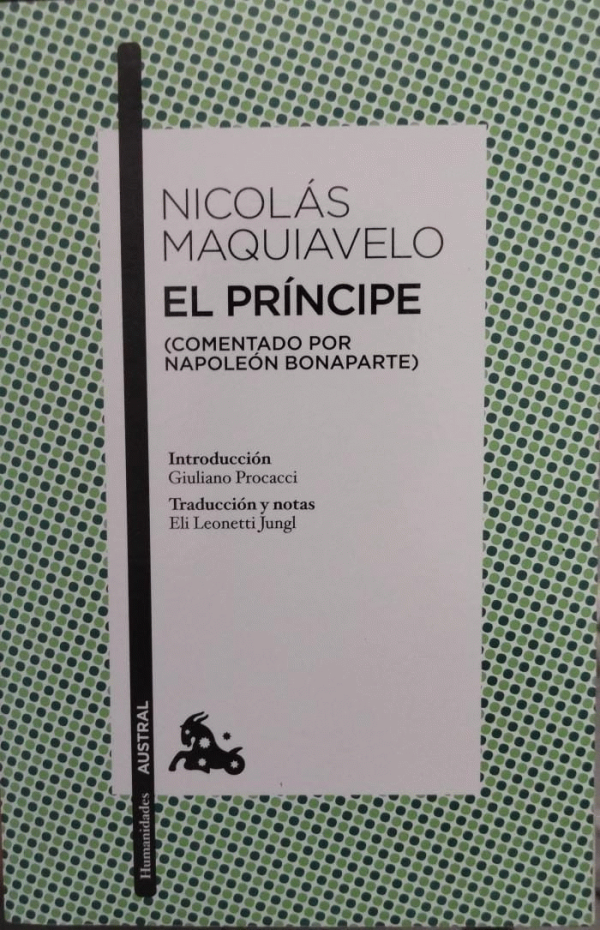 NICOLÁS
MAQUIAVELO
EL PRÍNCIPE
(COMENTADO POR
NAPOLEÓN BONAPARTE)
Introducción
Giuliano Procacci
Traducción y notas
Eli Leonetti Jungl
Humanidades AUSTRAL